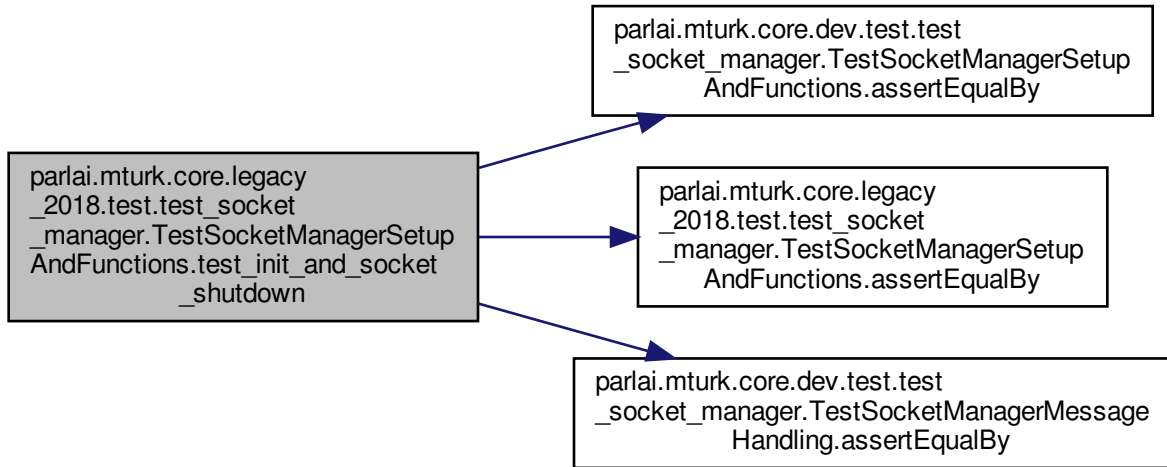 parlai.mturk.core.legacy
_2018.test.test_socket
_manager.TestSocketManagerSetup
AndFunctions.test_init_and_socket
_shutdown
parlai.mturk.core.dev.test.test
_socket_manager.TestSocketManagerSetup
AndFunctions.assertEqualBy
parlai.mturk.core.legacy
_2018.test.test_socket
_manager.TestSocketManagerSetup
AndFunctions.assertEqualBy
parlai.mturk.core.dev.test.test
_socket_manager.TestSocketManagerMessage
Handling.assertEqualBy